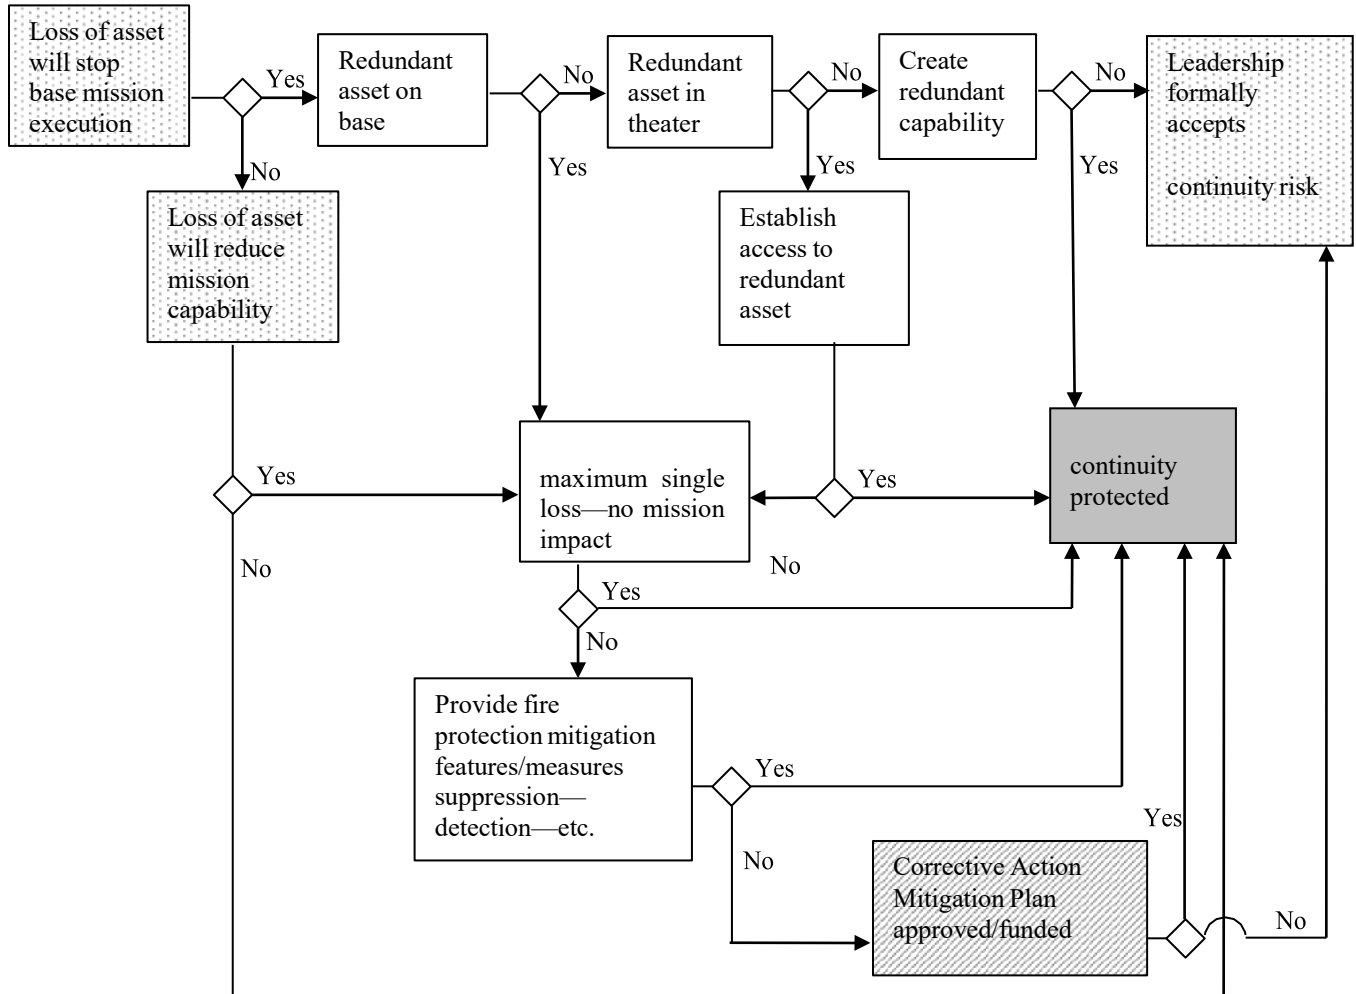 Loss of asset
will stop
base mission
execution
Yes
Redundant
asset on
base
No
Redundant
asset in
theater
No
Create
redundant
capability
No
Leadership
formally
accepts
continuity risk
No
Yes
Yes
Yes
Loss of asset
will reduce
mission
capability
Establish
access to
redundant
asset
Yes
maximum single
loss—no mission
impact
Yes
continuity
protected
No
No
Yes
No
Provide fire
protection mitigation
features/measures
suppression—
detection—etc.
Yes
No
Yes
Corrective Action
Mitigation Plan
approved/funded
No